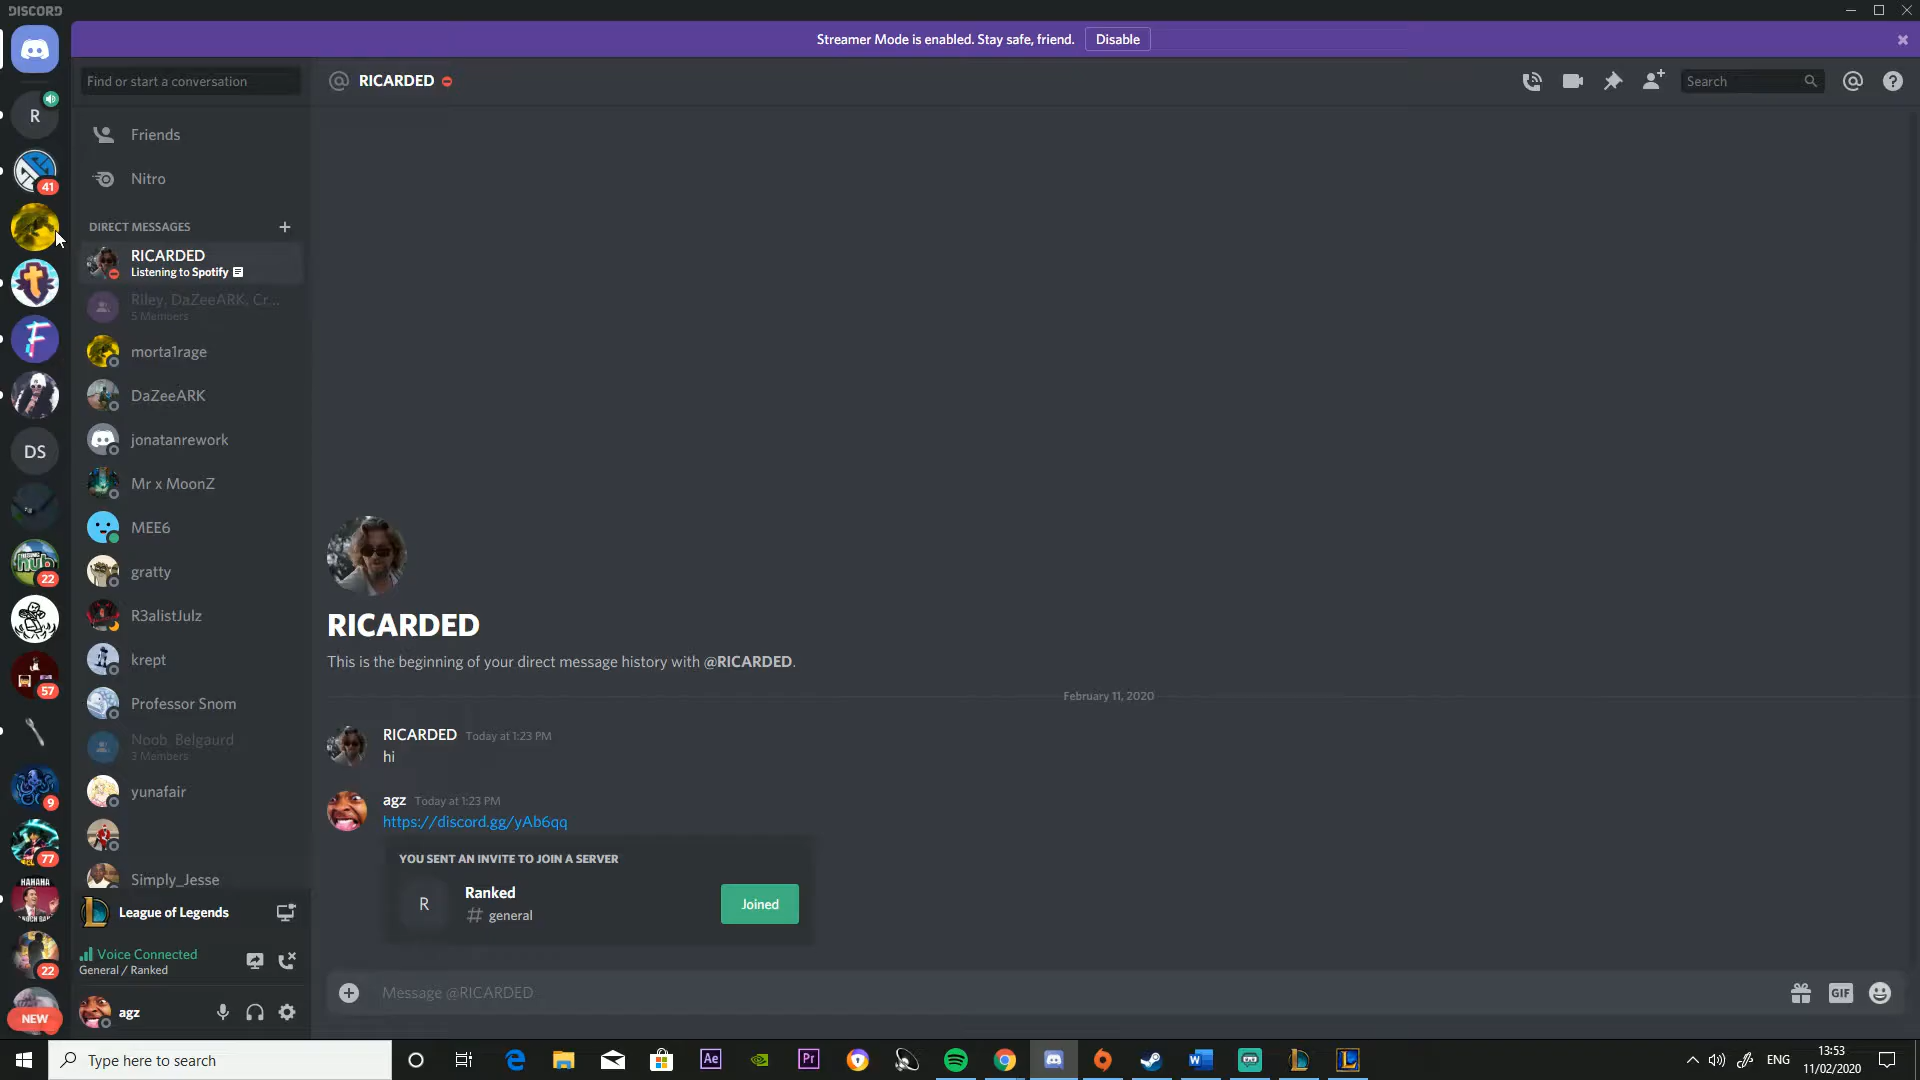 DISCORD
Streamer Mode is enabled. Stay safe, friend.
Disable
Find or start a conversation
RICARDED
Search
R
Friends
Nitro
41
DIRECT MESSAGES
RICARDED
Listening to Spotify
Riley, DaZeeARK, Cr...
5 Members
morta1rage
DaZeeARK
jonatanrework
DS
Mr x MoonZ
MEE6
hub
22
gratty
R3alistJulz
krept
57
Professor Snom
Noob, Belgaurd
3 Members
yunafair
9
77
Simply_Jesse
HAHAHA
League of Legends
Voice Connected
General / Ranked
22
agz
NEW
RICARDED
This is the beginning of your direct message history with @RICARDED.
February 11, 2020
RICARDED Today at 1:23 PM
hi
agz Today at 1:23 PM
https://discord.gg/yAb6qq
YOU SENT AN INVITE TO JOIN A SERVER
R
Ranked
# general
Joined
Message @RICARDED
GIF
Type here to search
Ae
Pr
W
L
ENG
13:53
11/02/2020